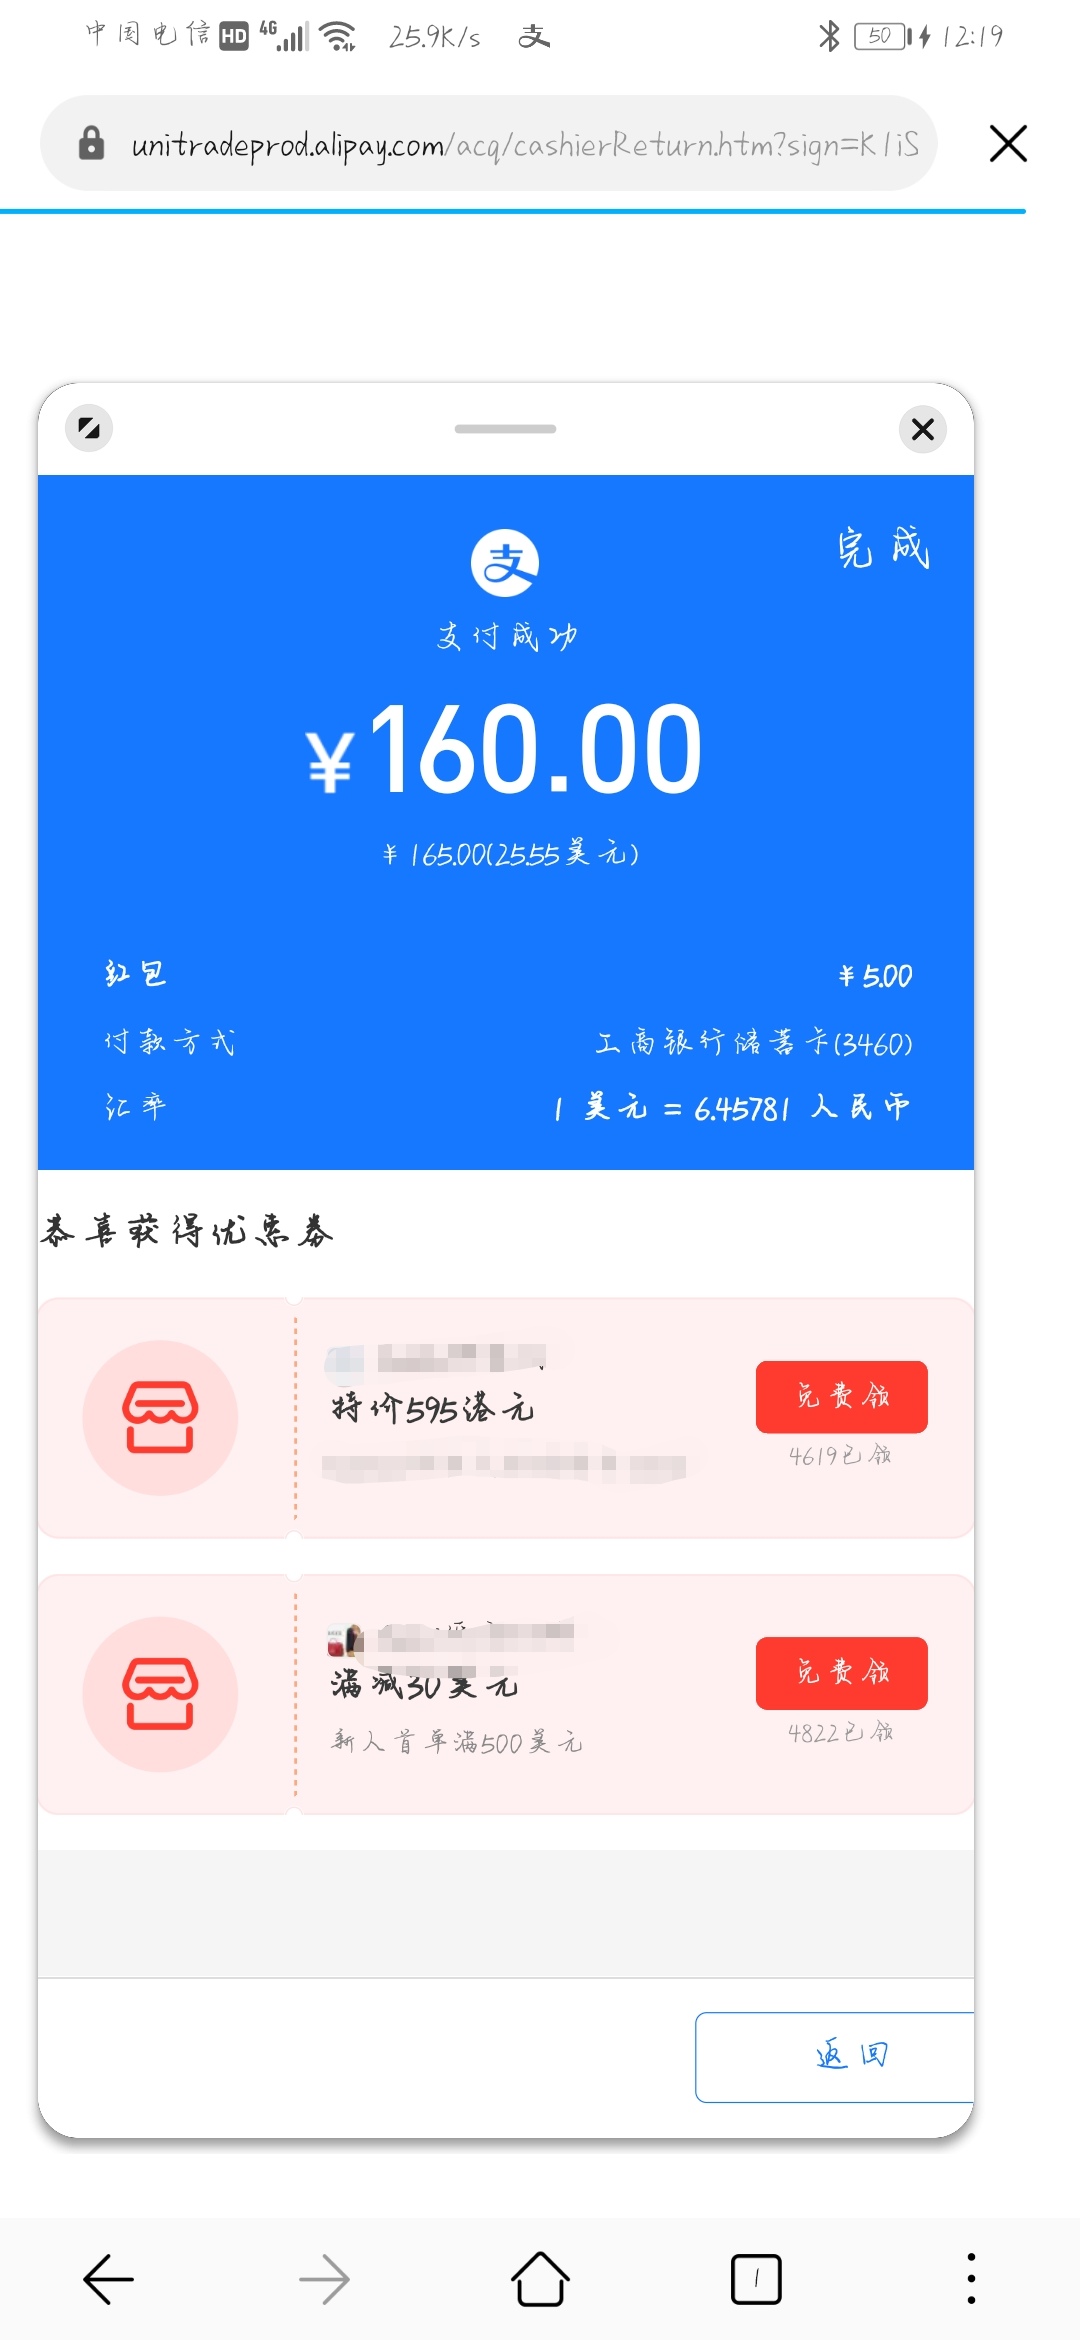 中国电信 HD 4G 25.9K/s 支 50 12:19
unitradeprod.alipay.com/acq/cashierReturn.htm?sign=K1iS
完成
支
支付成功
¥160.00
¥165.00(25.55美元)
红包 ¥5.00
付款方式 工商银行储蓄卡(3460)
汇率 1 美元 = 6.45781 人民币
恭喜获得优惠券
特价595港元
免费领
4619已领
满减30美元
新人首单满500美元
免费领
4822已领
返回
1